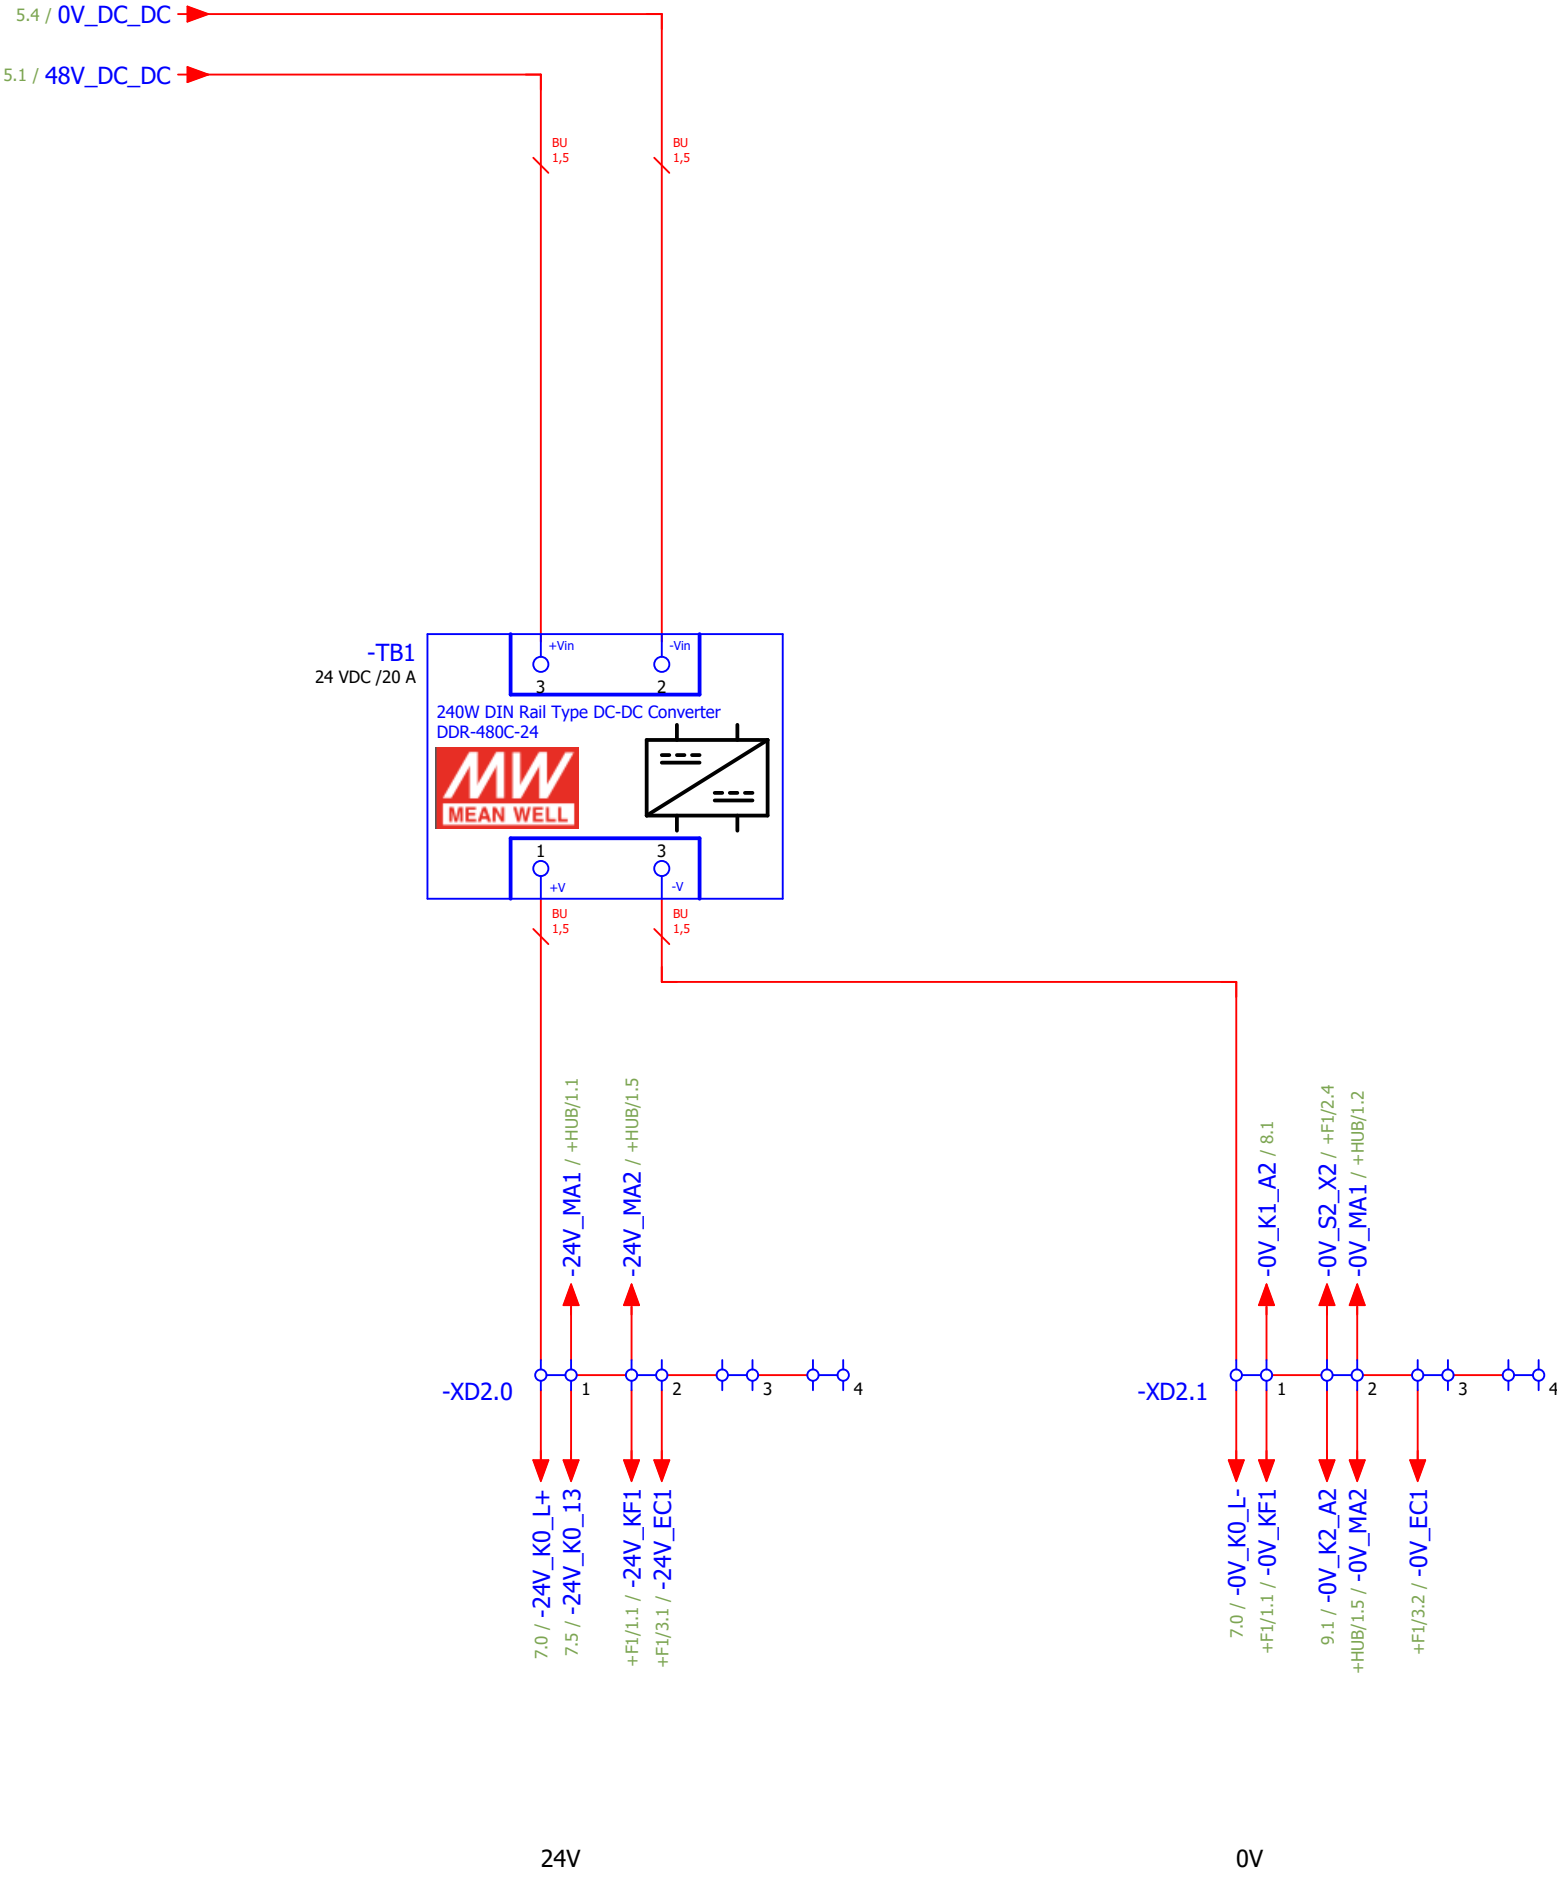 5.4 / 0V_DC_DC
5.1 / 48V_DC_DC
BU
1,5
BU
1,5
-TB1
24 VDC /20 A
+Vin
-Vin
3
2
240W DIN Rail Type DC-DC Converter
DDR-480C-24
MW
MEAN WELL
1
3
+V
-V
BU
1,5
BU
1,5
-24V_MA1 / +HUB/1.1
-24V_MA2 / +HUB/1.5
-0V_K1_A2 / 8.1
-0V_S2_X2 / +F1/2.4
-0V_MA1 / +HUB/1.2
-XD2.0
1
2
3
4
-XD2.1
1
2
3
4
7.0 / -24V_K0_L+
7.5 / -24V_K0_13
+F1/1.1 / -24V_KF1
+F1/3.1 / -24V_EC1
7.0 / -0V_K0_L-
+F1/1.1 / -0V_KF1
9.1 / -0V_K2_A2
+HUB/1.5 / -0V_MA2
+F1/3.2 / -0V_EC1
24V
0V